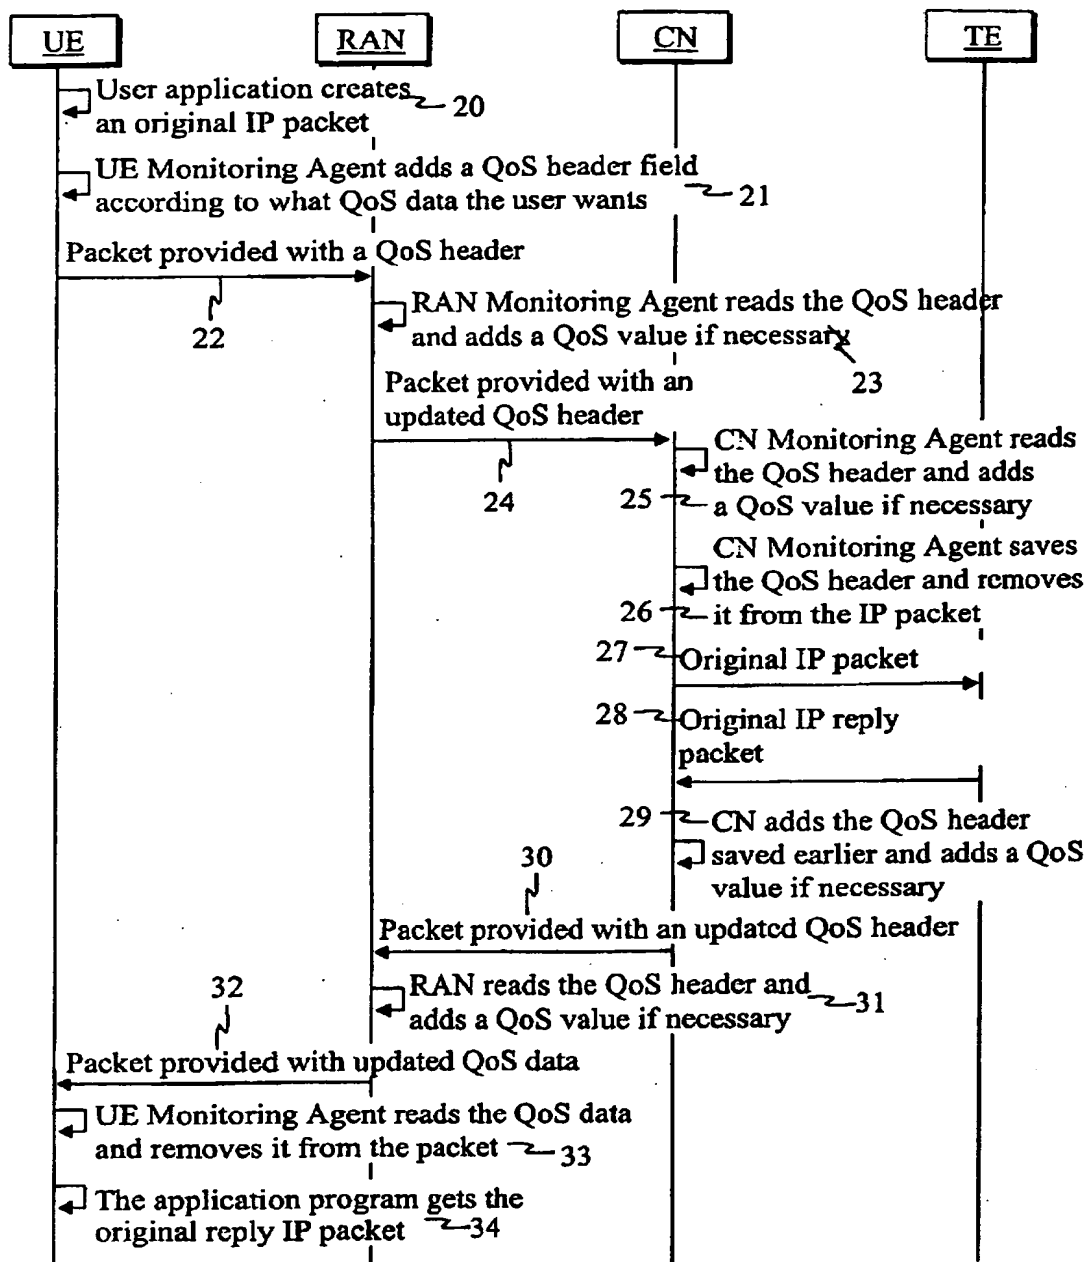 UE
RAN
CN
TE
User application creates
an original IP packet
20
UE Monitoring Agent adds a QoS header field
according to what QoS data the user wants
21
Packet provided with a QoS header
22
RAN Monitoring Agent reads the QoS header
and adds a QoS value if necessary
23
Packet provided with an
updated QoS header
24
CN Monitoring Agent reads
the QoS header and adds
a QoS value if necessary
25
CN Monitoring Agent saves
the QoS header and removes
it from the IP packet
26
27
Original IP packet
28
Original IP reply
packet
29
CN adds the QoS header
saved earlier and adds a QoS
value if necessary
30
Packet provided with an updated QoS header
RAN reads the QoS header and
adds a QoS value if necessary
31
32
Packet provided with updated QoS data
UE Monitoring Agent reads the QoS data
and removes it from the packet
33
The application program gets the
original reply IP packet
34